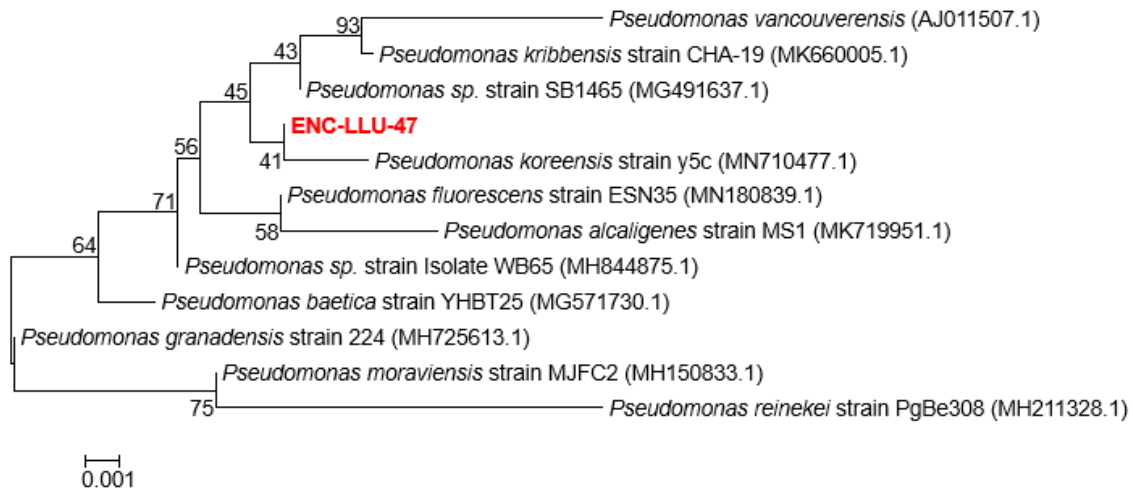 93
Pseudomonas vancouverensis (AJ011507.1)
43
Pseudomonas kribbensis strain CHA-19 (MK660005.1)
45
Pseudomonas sp. strain SB1465 (MG491637.1)
ENC-LLU-47
56
41
Pseudomonas koreensis strain y5c (MN710477.1)
71
Pseudomonas fluorescens strain ESN35 (MN180839.1)
58
Pseudomonas alcaligenes strain MS1 (MK719951.1)
64
Pseudomonas sp. strain Isolate WB65 (MH844875.1)
Pseudomonas baetica strain YHBT25 (MG571730.1)
Pseudomonas granadensis strain 224 (MH725613.1)
Pseudomonas moraviensis strain MJFC2 (MH150833.1)
75
Pseudomonas reinekei strain PgBe308 (MH211328.1)
0.001